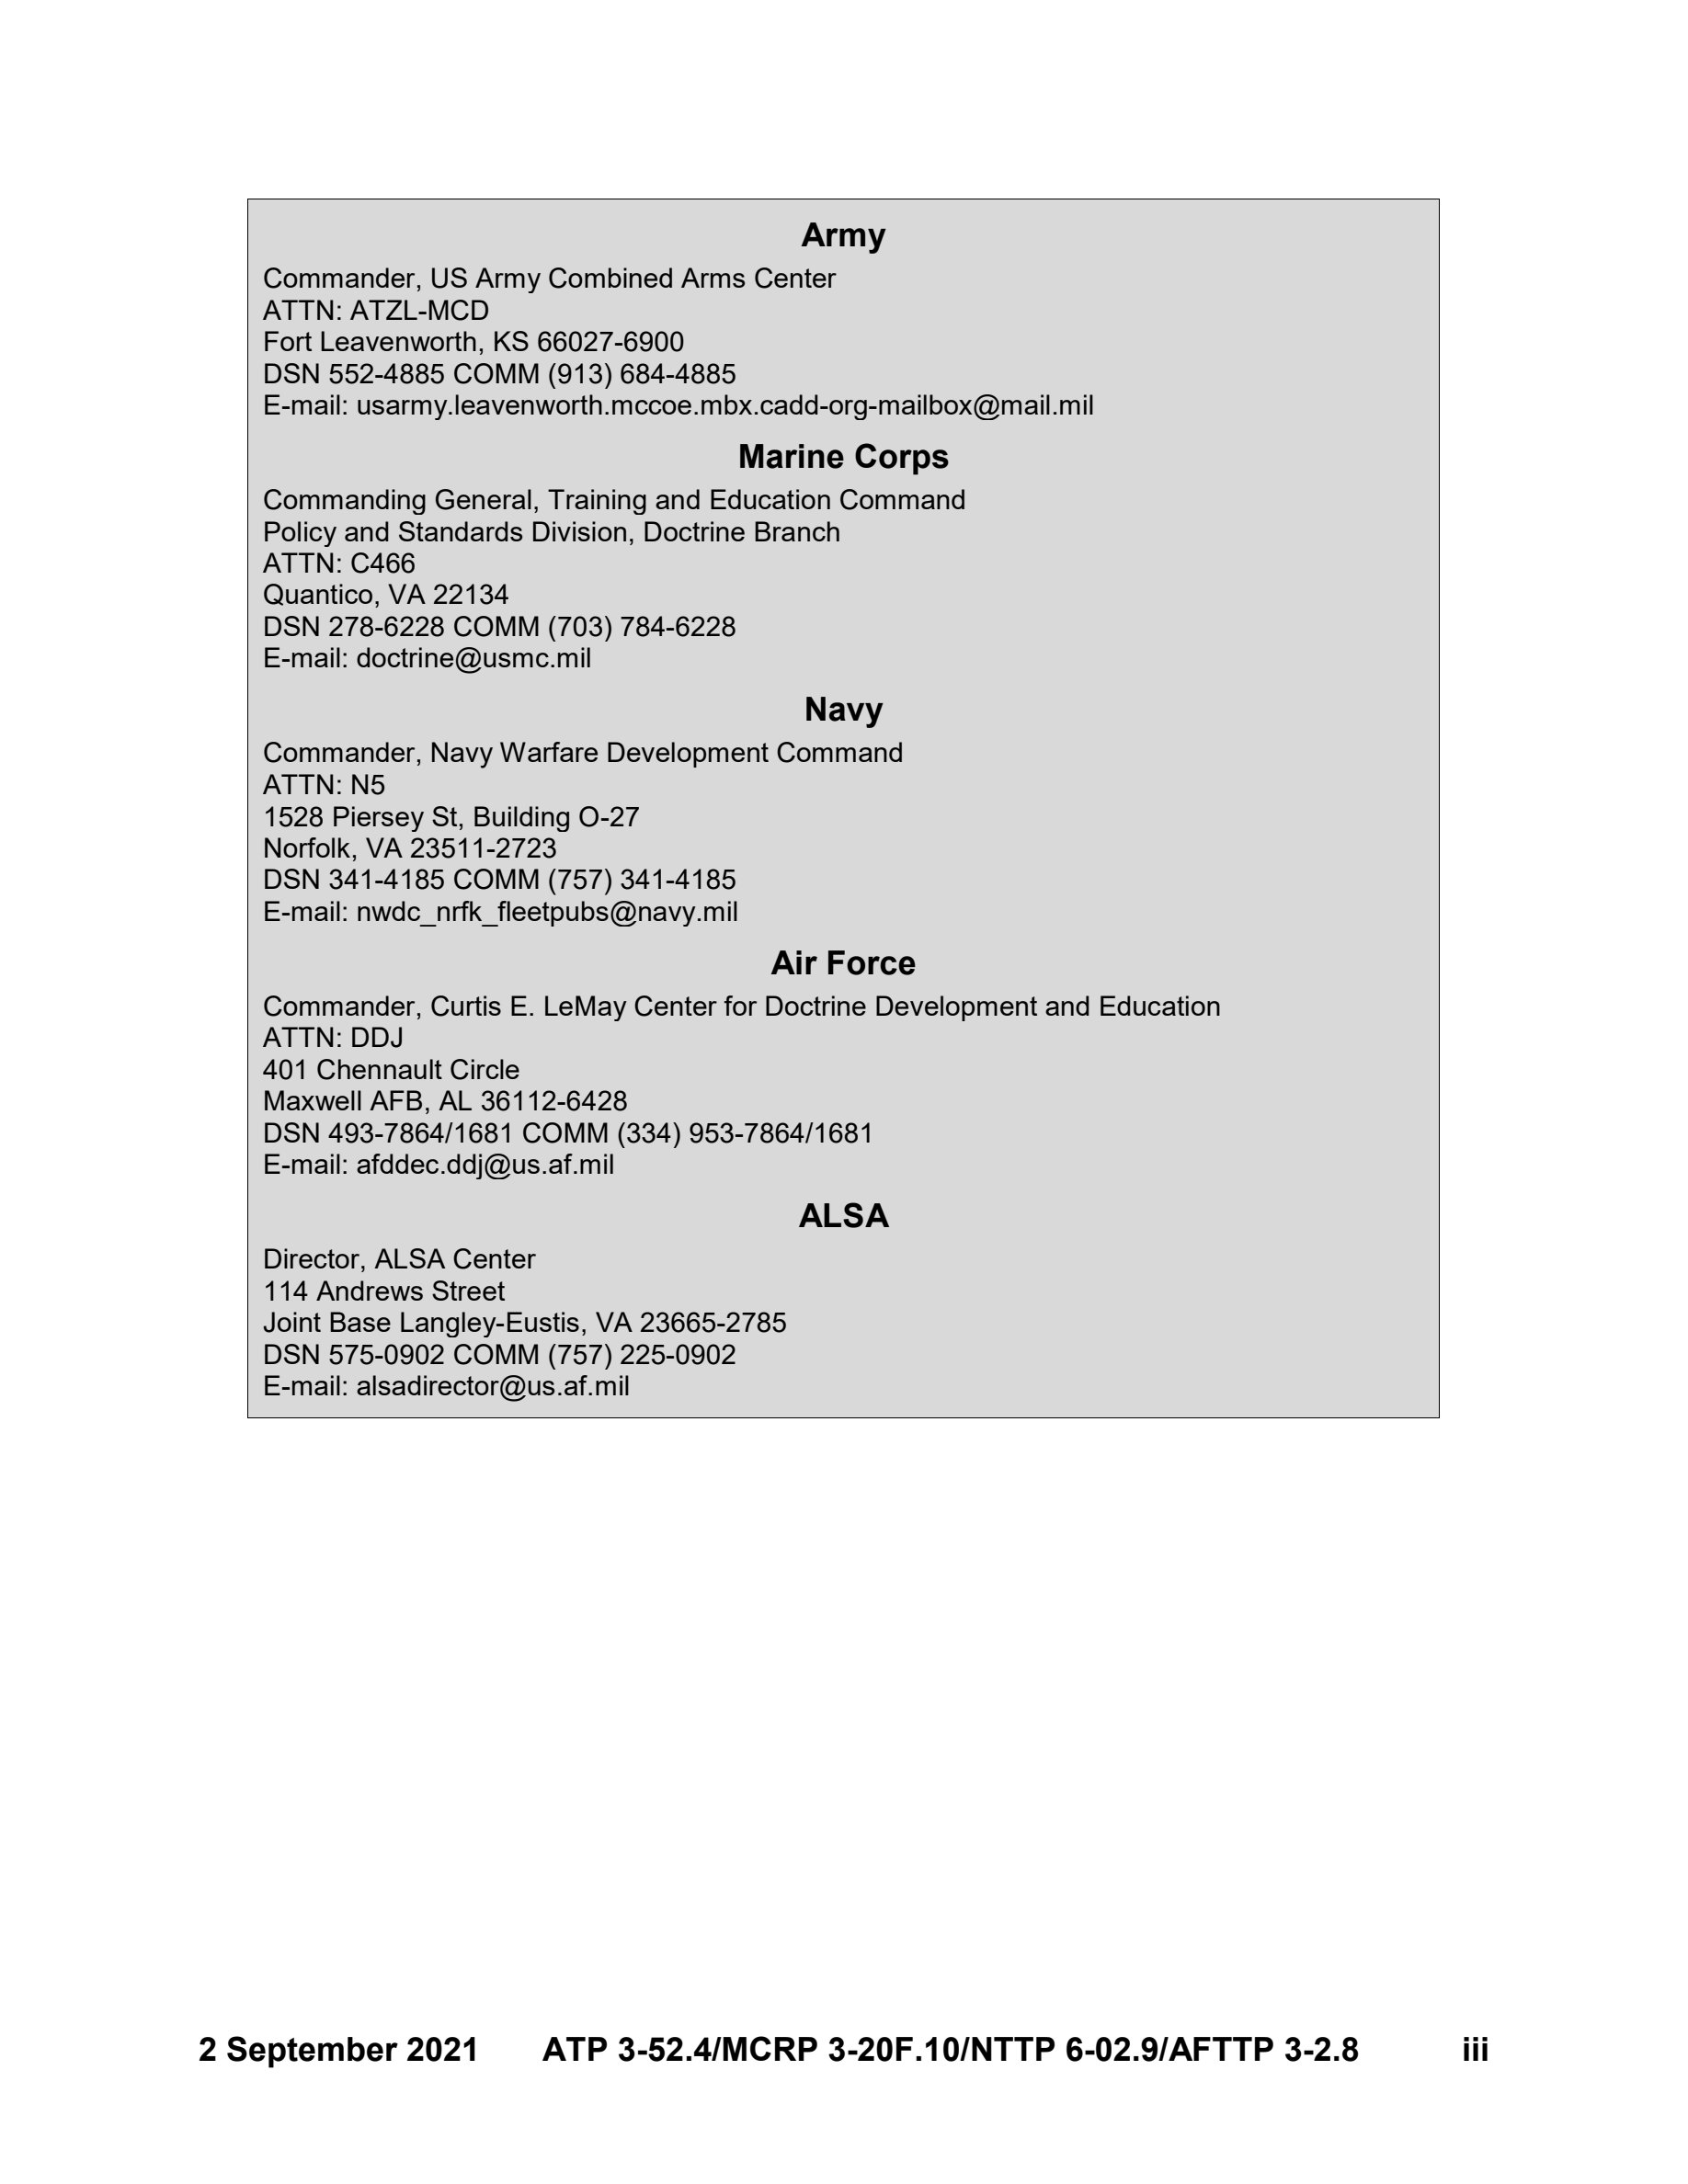 Army
Commander, US Army Combined Arms Center
ATTN: ATZL-MCD
Fort Leavenworth, KS 66027-6900
DSN 552-4885 COMM (913) 684-4885
E-mail: usarmy.leavenworth.mccoe.mbx.cadd-org-mailbox@mail.mil
Marine Corps
Commanding General, Training and Education Command
Policy and Standards Division, Doctrine Branch
ATTN: C466
Quantico, VA 22134
DSN 278-6228 COMM (703) 784-6228
E-mail: doctrine@usmc.mil
Navy
Commander, Navy Warfare Development Command
ATTN: N5
1528 Piersey St, Building O-27
Norfolk, VA 23511-2723
DSN 341-4185 COMM (757) 341-4185
E-mail: nwdc_nrfk_fleetpubs@navy.mil
Air Force
Commander, Curtis E. LeMay Center for Doctrine Development and Education
ATTN: DDJ
401 Chennault Circle
Maxwell AFB, AL 36112-6428
DSN 493-7864/1681 COMM (334) 953-7864/1681
E-mail: afddec.ddj@us.af.mil
ALSA
Director, ALSA Center
114 Andrews Street
Joint Base Langley-Eustis, VA 23665-2785
DSN 575-0902 COMM (757) 225-0902
E-mail: alsadirector@us.af.mil
2 September 2021 ATP 3-52.4/MCRP 3-20F.10/NTTP 6-02.9/AFTTP 3-2.8 iii